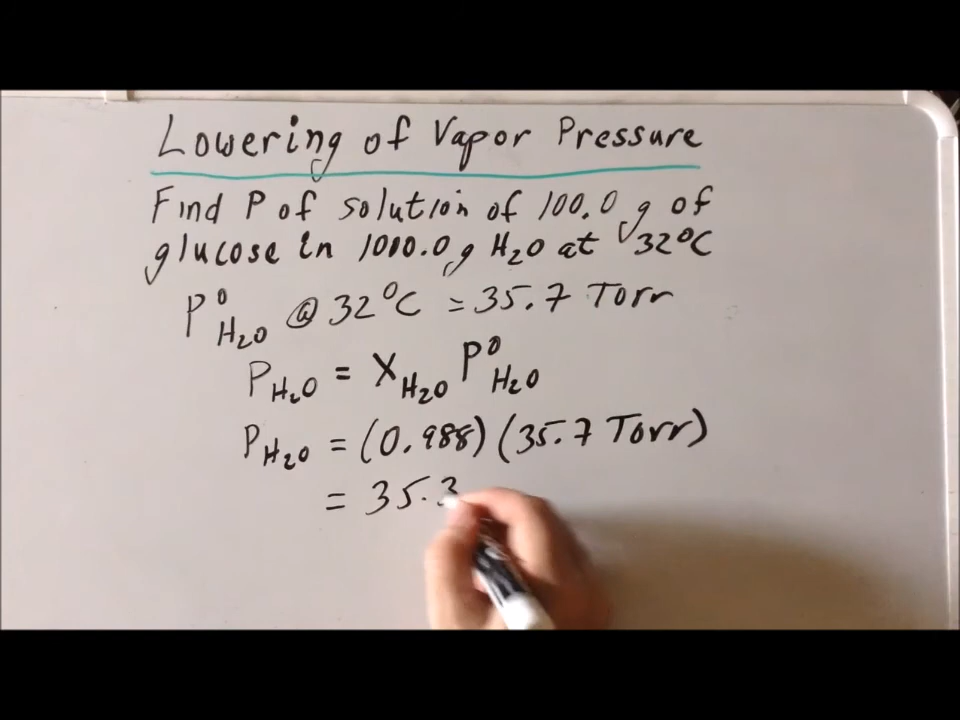 Lowering of Vapor Pressure
Find P of solution of 100.0 g of
glucose in 1000.0 g H₂O at 32°C
P°H₂O @ 32°C = 35.7 Torr
PH₂O = XH₂O P°H₂O
PH₂O = (0.988)(35.7 Torr)
= 35.3